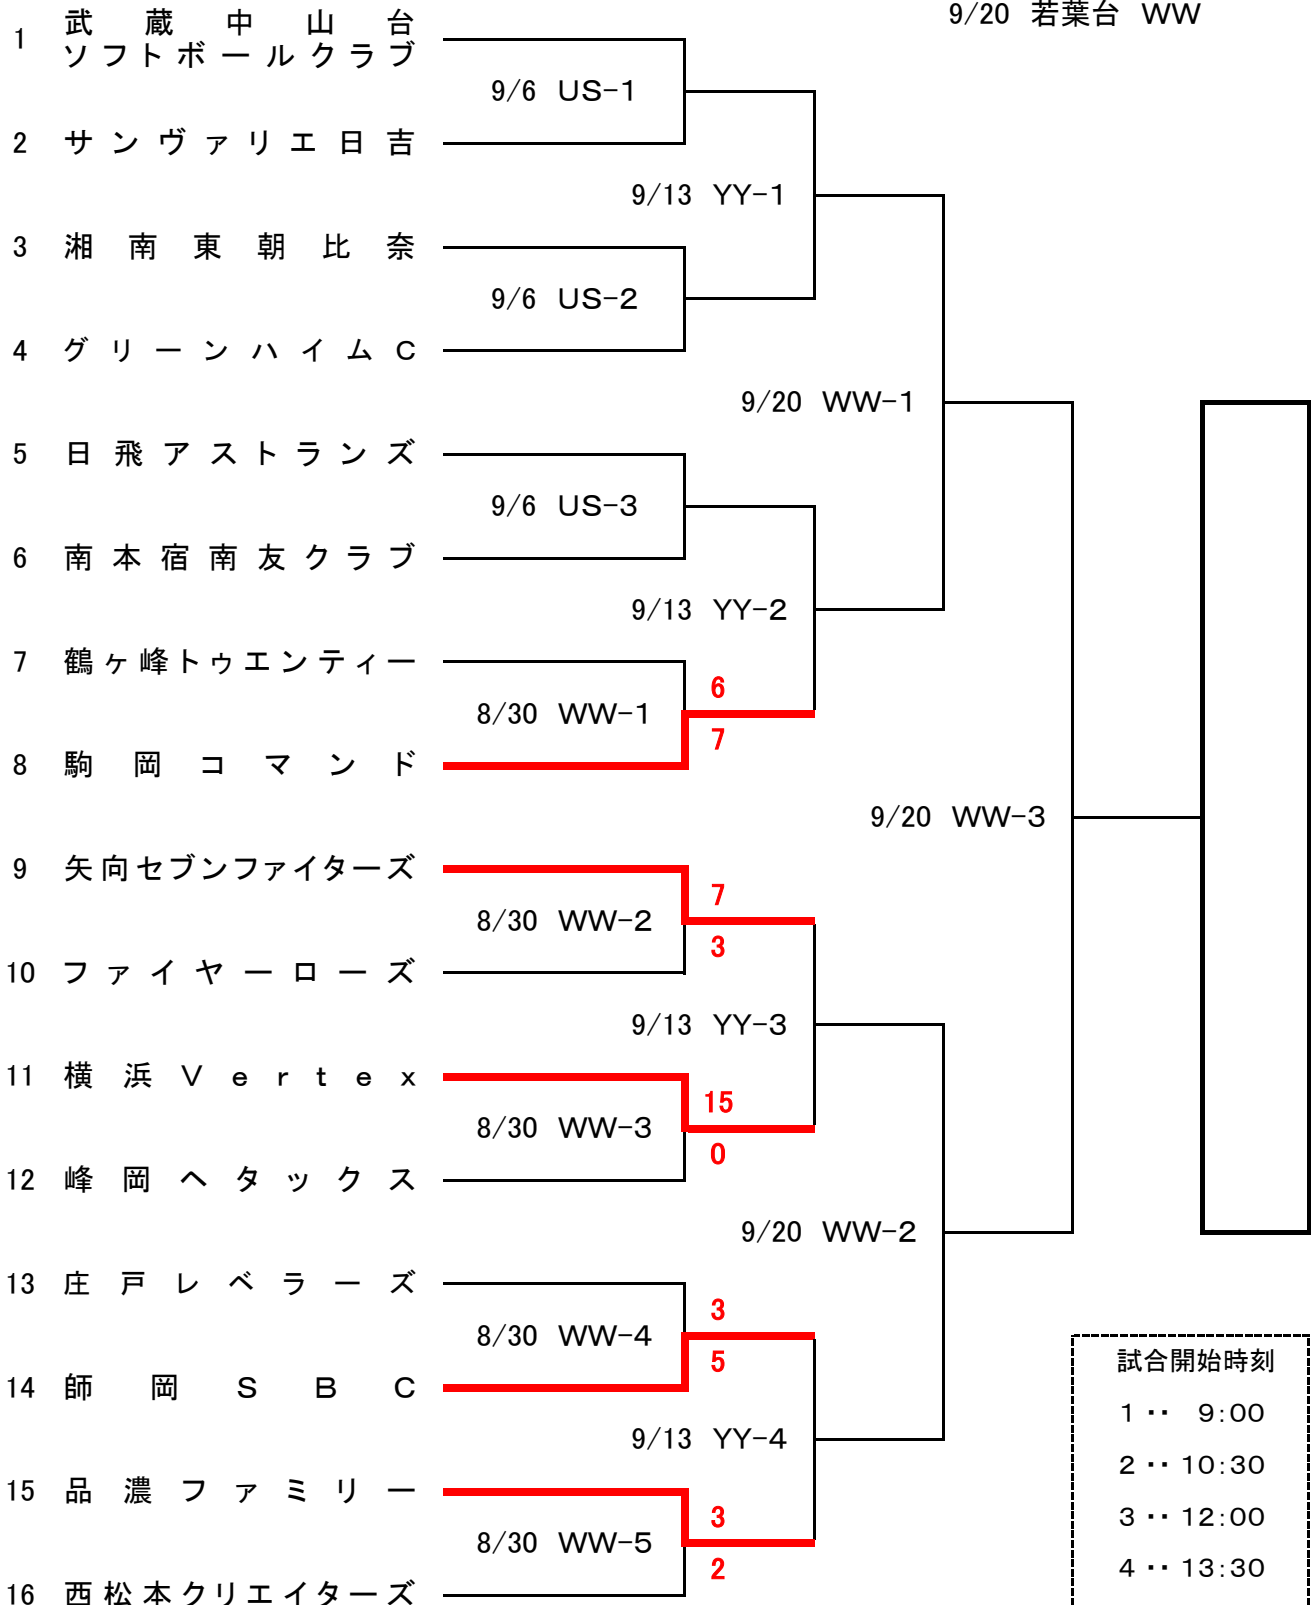 9/20 若葉台 WW
1 武蔵中山台
ソフトボールクラブ
9/6 US-1
2 サンヴァリエ日吉
9/13 YY-1
3 湘南東朝比奈
9/6 US-2
4 グリーンハイムC
9/20 WW-1
5 日飛アストランズ
9/6 US-3
6 南本宿南友クラブ
9/13 YY-2
7 鶴ヶ峰トゥエンティー
6
8/30 WW-1
7
8 駒岡コマンド
9/20 WW-3
9 矢向セブンファイターズ
7
8/30 WW-2
3
10 ファイヤーローズ
9/13 YY-3
11 横浜Vertex
15
8/30 WW-3
0
12 峰岡ヘタックス
9/20 WW-2
13 庄戸レベラーズ
3
8/30 WW-4
5
14 師岡SBC
9/13 YY-4
15 品濃ファミリー
3
8/30 WW-5
2
16 西松本クリエイターズ
試合開始時刻
1 ‥ 9:00
2 ‥ 10:30
3 ‥ 12:00
4 ‥ 13:30